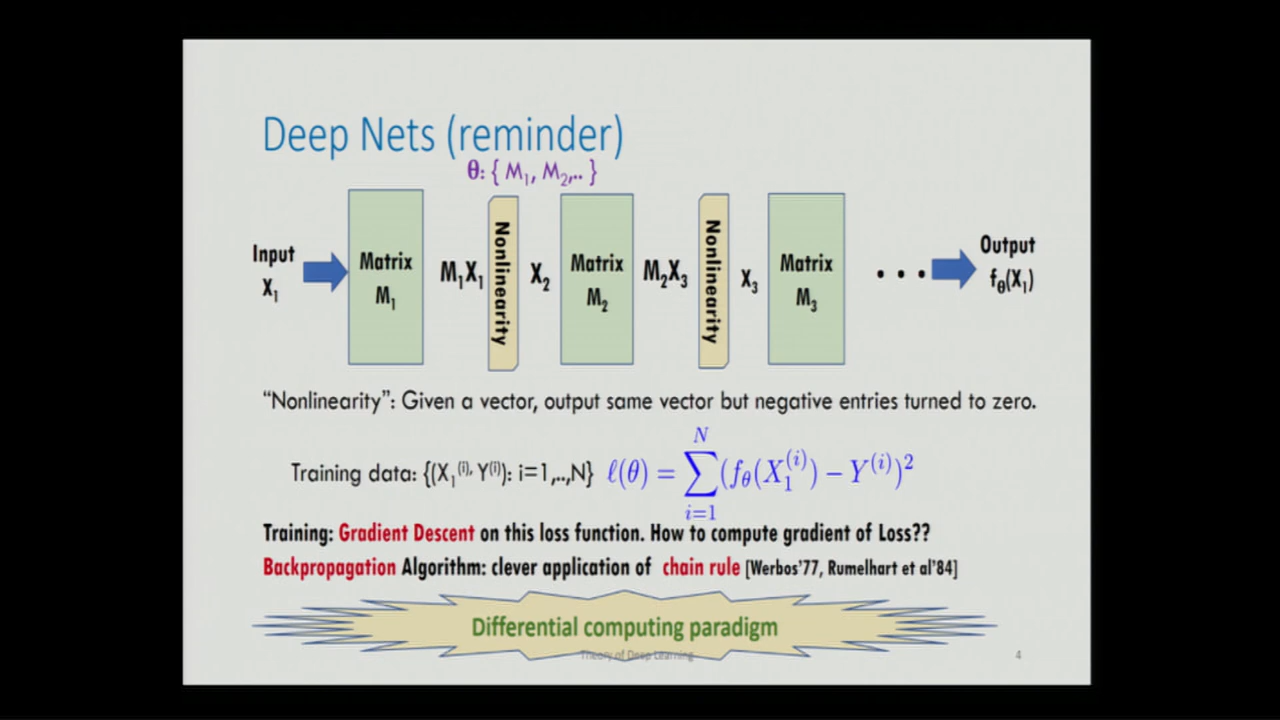 Deep Nets (reminder)
θ: { M₁, M₂,.. }
Input
X₁
Matrix
M₁
M₁X₁
Nonlinearity
X₂
Matrix
M₂
M₂X₃
Nonlinearity
X₃
Matrix
M₃
• • •
Output
f_θ(X₁)
“Nonlinearity”: Given a vector, output same vector but negative entries turned to zero.
Training data: {(X₁⁽ⁱ⁾, Y⁽ⁱ⁾): i=1,..,N} ℓ(θ) = ∑_{i=1}^{N} (f_θ(X₁^{(i)}) − Y^{(i)})²
Training: Gradient Descent on this loss function. How to compute gradient of Loss??
Backpropagation Algorithm: clever application of chain rule [Werbos’77, Rumelhart et al’84]
Differential computing paradigm
Theory of Deep Learning
4